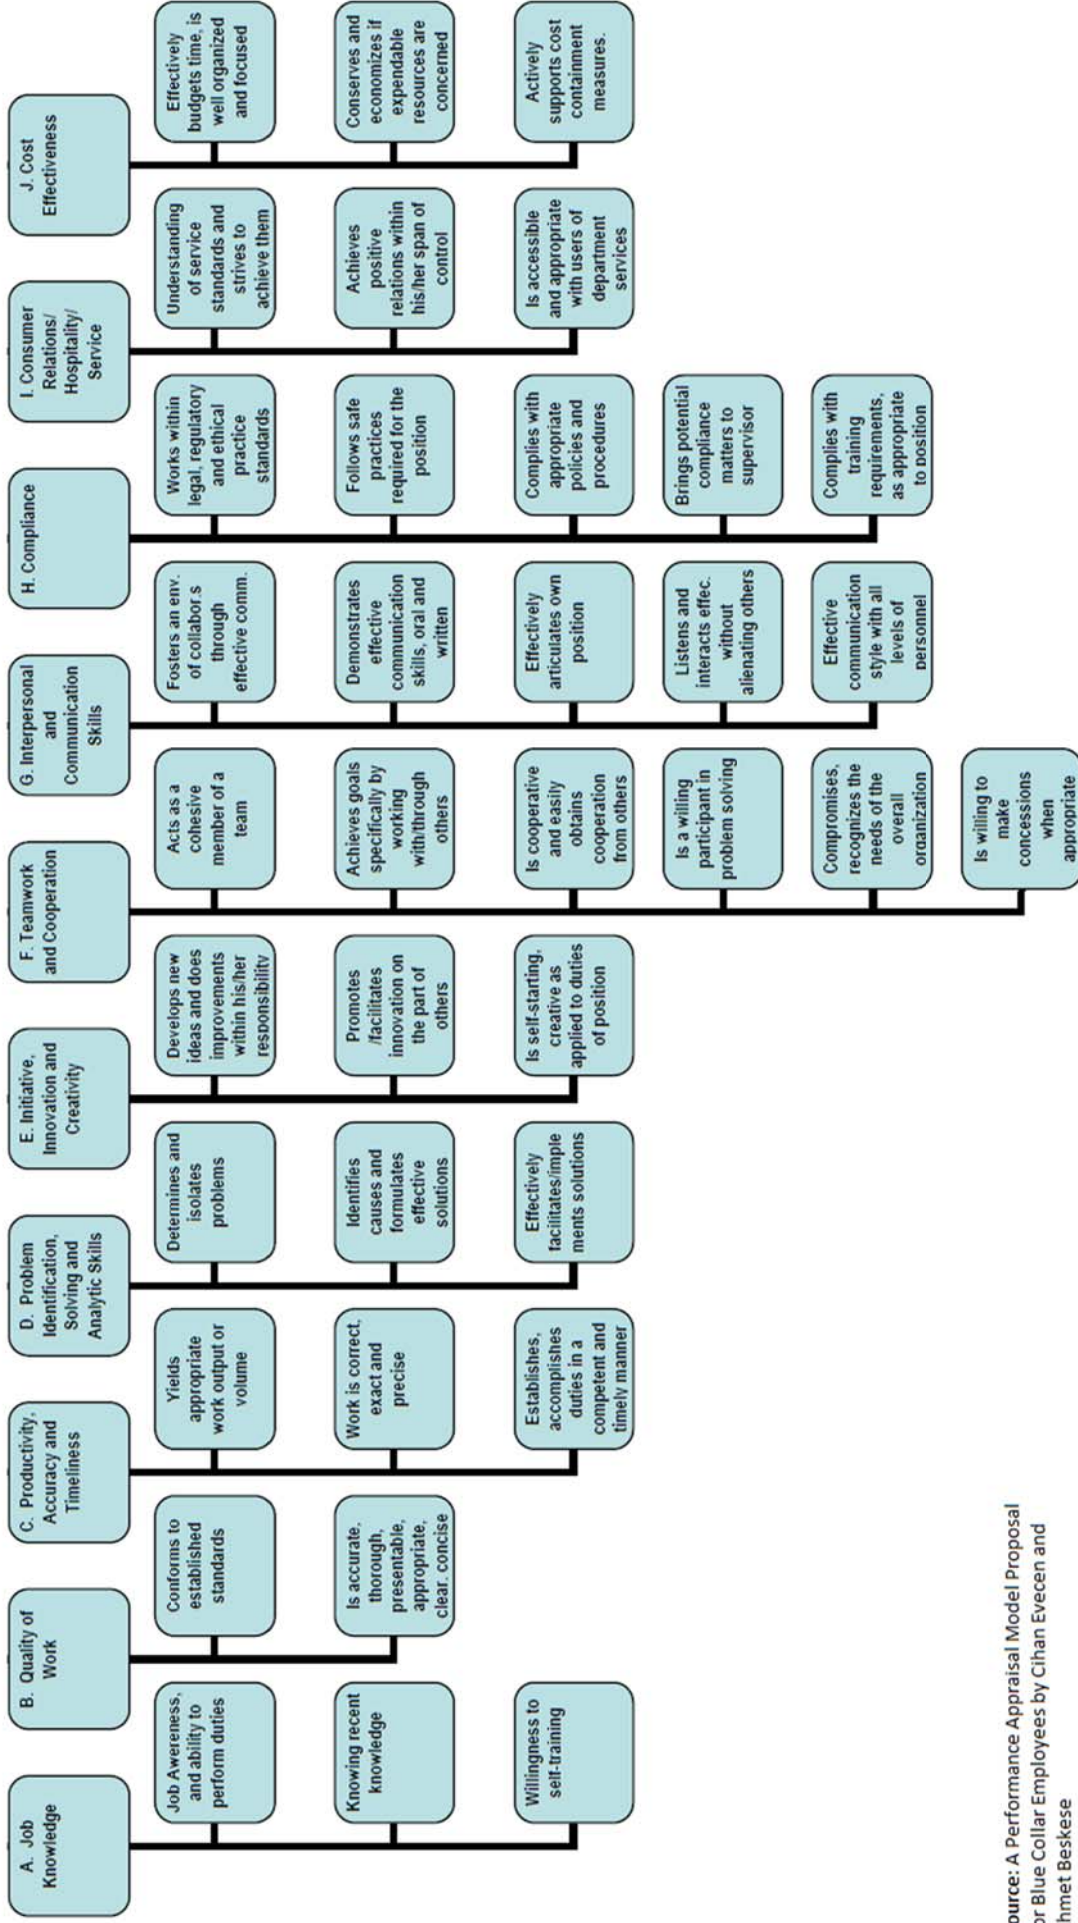 A. Job
Knowledge
Job Awereness,
and ability to
perform duties
Knowing recent
knowledge
Willingness to
self-training
B. Quality of
Work
Conforms to
established
standards
Is accurate,
thorough,
presentable,
appropriate,
clear. concise
C. Productivity,
Accuracy and
Timeliness
Yields
appropriate
work output or
volume
Work is correct,
exact and
precise
Establishes,
accomplishes
duties in a
competent and
timely manner
D. Problem
Identification,
Solving and
Analytic Skills
Determines and
isolates
problems
Identifies
causes and
formulates
effective
solutions
Effectively
facilitates/imple
ments solutions
E. Initiative,
Innovation and
Creativity
Develops new
ideas and does
improvements
within his/her
responsibility
Promotes
/facilitates
innovation on
the part of
others
Is self-starting,
creative as
applied to duties
of position
F. Teamwork
and Cooperation
Acts as a
cohesive
member of a
team
Achieves goals
specifically by
working
with/through
others
Is cooperative
and easily
obtains
cooperation
from others
Is a willing
participant in
problem solving
Compromises,
recognizes the
needs of the
overall
organization
Is willing to
make
concessions
when
appropriate
G. Interpersonal
and
Communication
Skills
Fosters an env.
of collabor.s
through
effective comm.
Demonstrates
effective
communication
skills, oral and
written
Effectively
articulates own
position
Listens and
interacts effec.
without
alienating others
Effective
communication
style with all
levels of
personnel
H. Compliance
Works within
legal, regulatory
and ethical
practice
standards
Follows safe
practices
required for the
position
Complies with
appropriate
policies and
procedures
Brings potential
compliance
matters to
supervisor
Complies with
training
requirements,
as appropriate
to position
I. Consumer
Relations/
Hospitality/
Service
Understanding
of service
standards and
strives to
achieve them
Achieves
positive
relations within
his/her span of
control
Is accessible
and appropriate
with users of
department
services
J. Cost
Effectiveness
Effectively
budgets time, is
well organized
and focused
Conserves and
economizes if
expendable
resources are
concerned
Actively
supports cost
containment
measures.
ource: A Performance Appraisal Model Proposal
or Blue Collar Employees by Cihan Evecen and
hmet Beskese